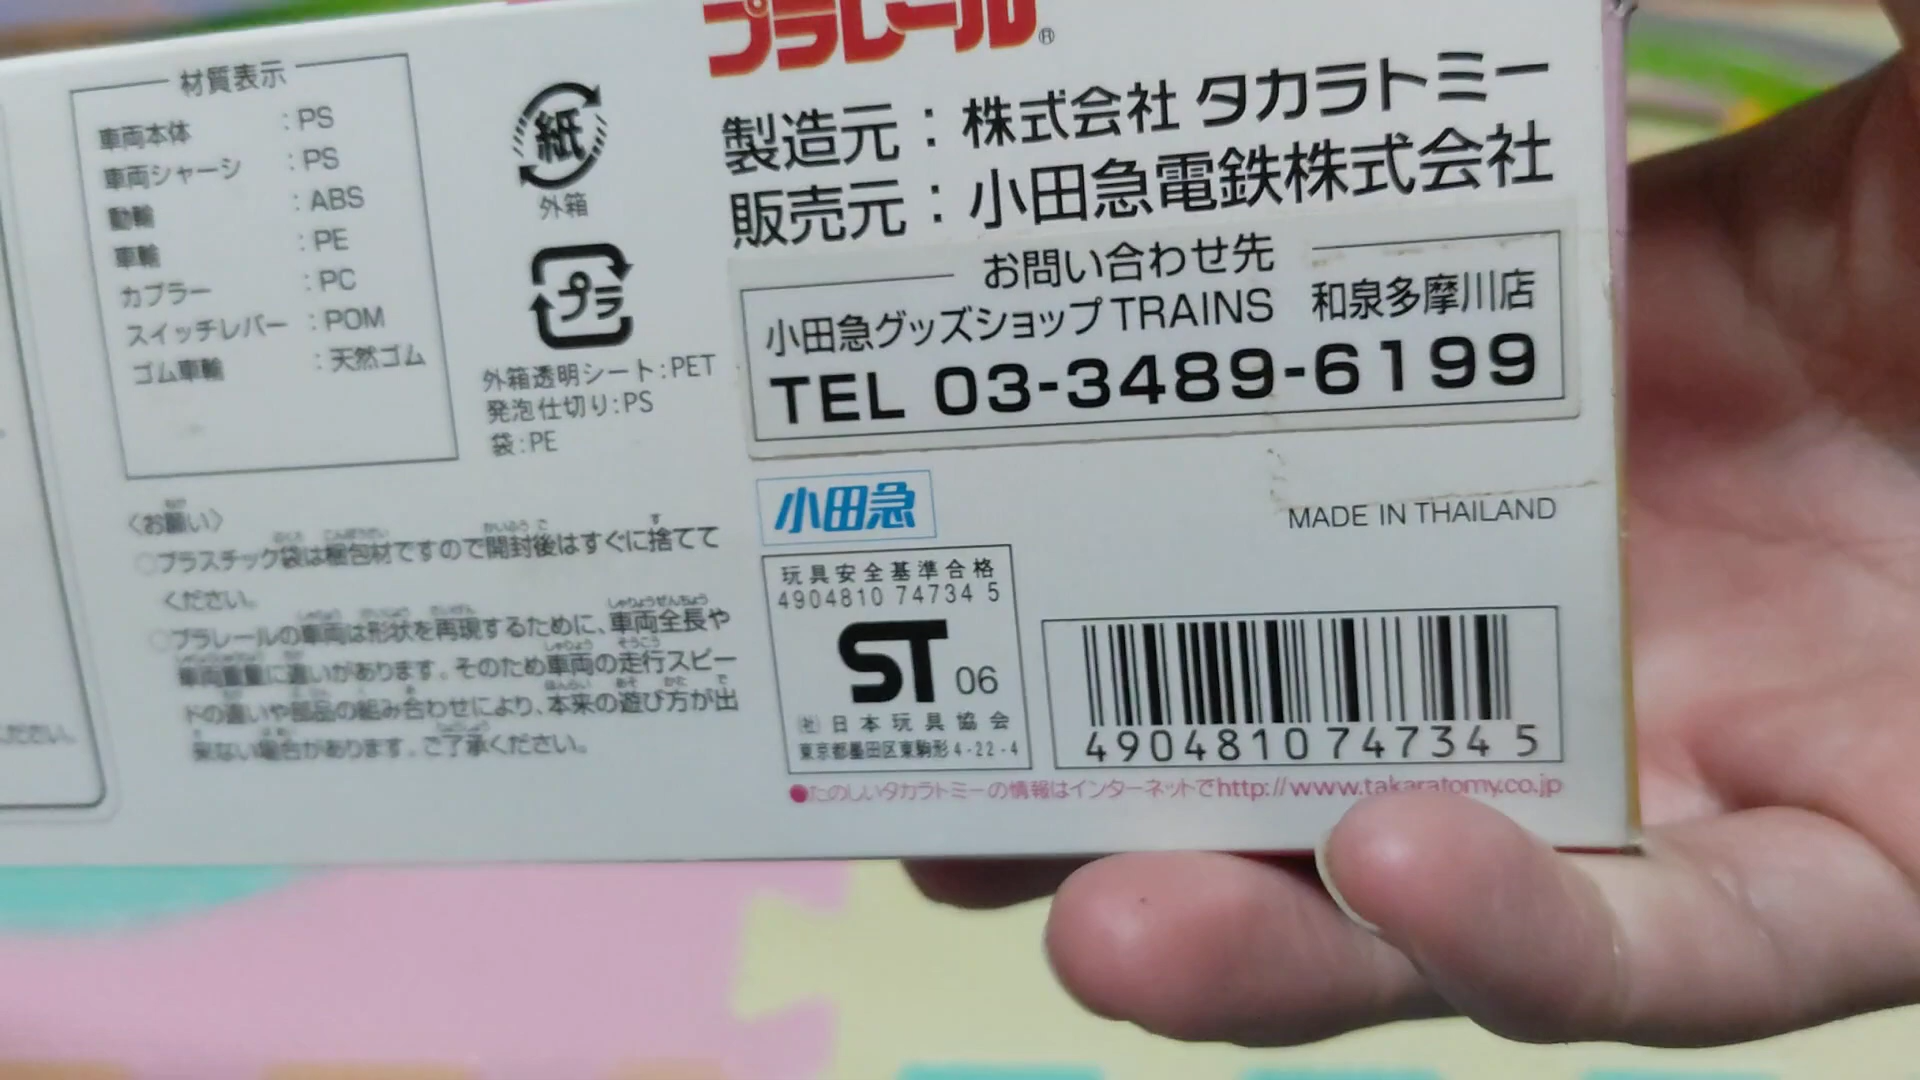 材質表示
車両本体 : PS
車両シャーシ : PS
動輪 : ABS
車輪 : PE
カプラー : PC
スイッチレバー : POM
ゴム車輪 : 天然ゴム
紙
外箱
プラ
外箱透明シート:PET
発泡仕切り:PS
袋:PE
〈お願い〉
○プラスチック袋は梱包材ですので開封後はすぐに捨てて
ください。
○プラレールの車両は形状を再現するために、車両全長や
車両重量に違いがあります。そのため車両の走行スピー
ドの違いや部品の組み合わせにより、本来の遊び方が出
来ない場合があります。ご了承ください。
ください。
プラレール®
製造元：株式会社 タカラトミー
販売元：小田急電鉄株式会社
お問い合わせ先
小田急グッズショップTRAINS 和泉多摩川店
TEL 03-3489-6199
小田急
MADE IN THAILAND
玩具安全基準合格
4904810 74734 5
ST 06
㈳日本玩具協会
東京都墨田区東駒形4-22-4
4904810747345
●たのしいタカラトミーの情報はインターネットでhttp://www.takaratomy.co.jp